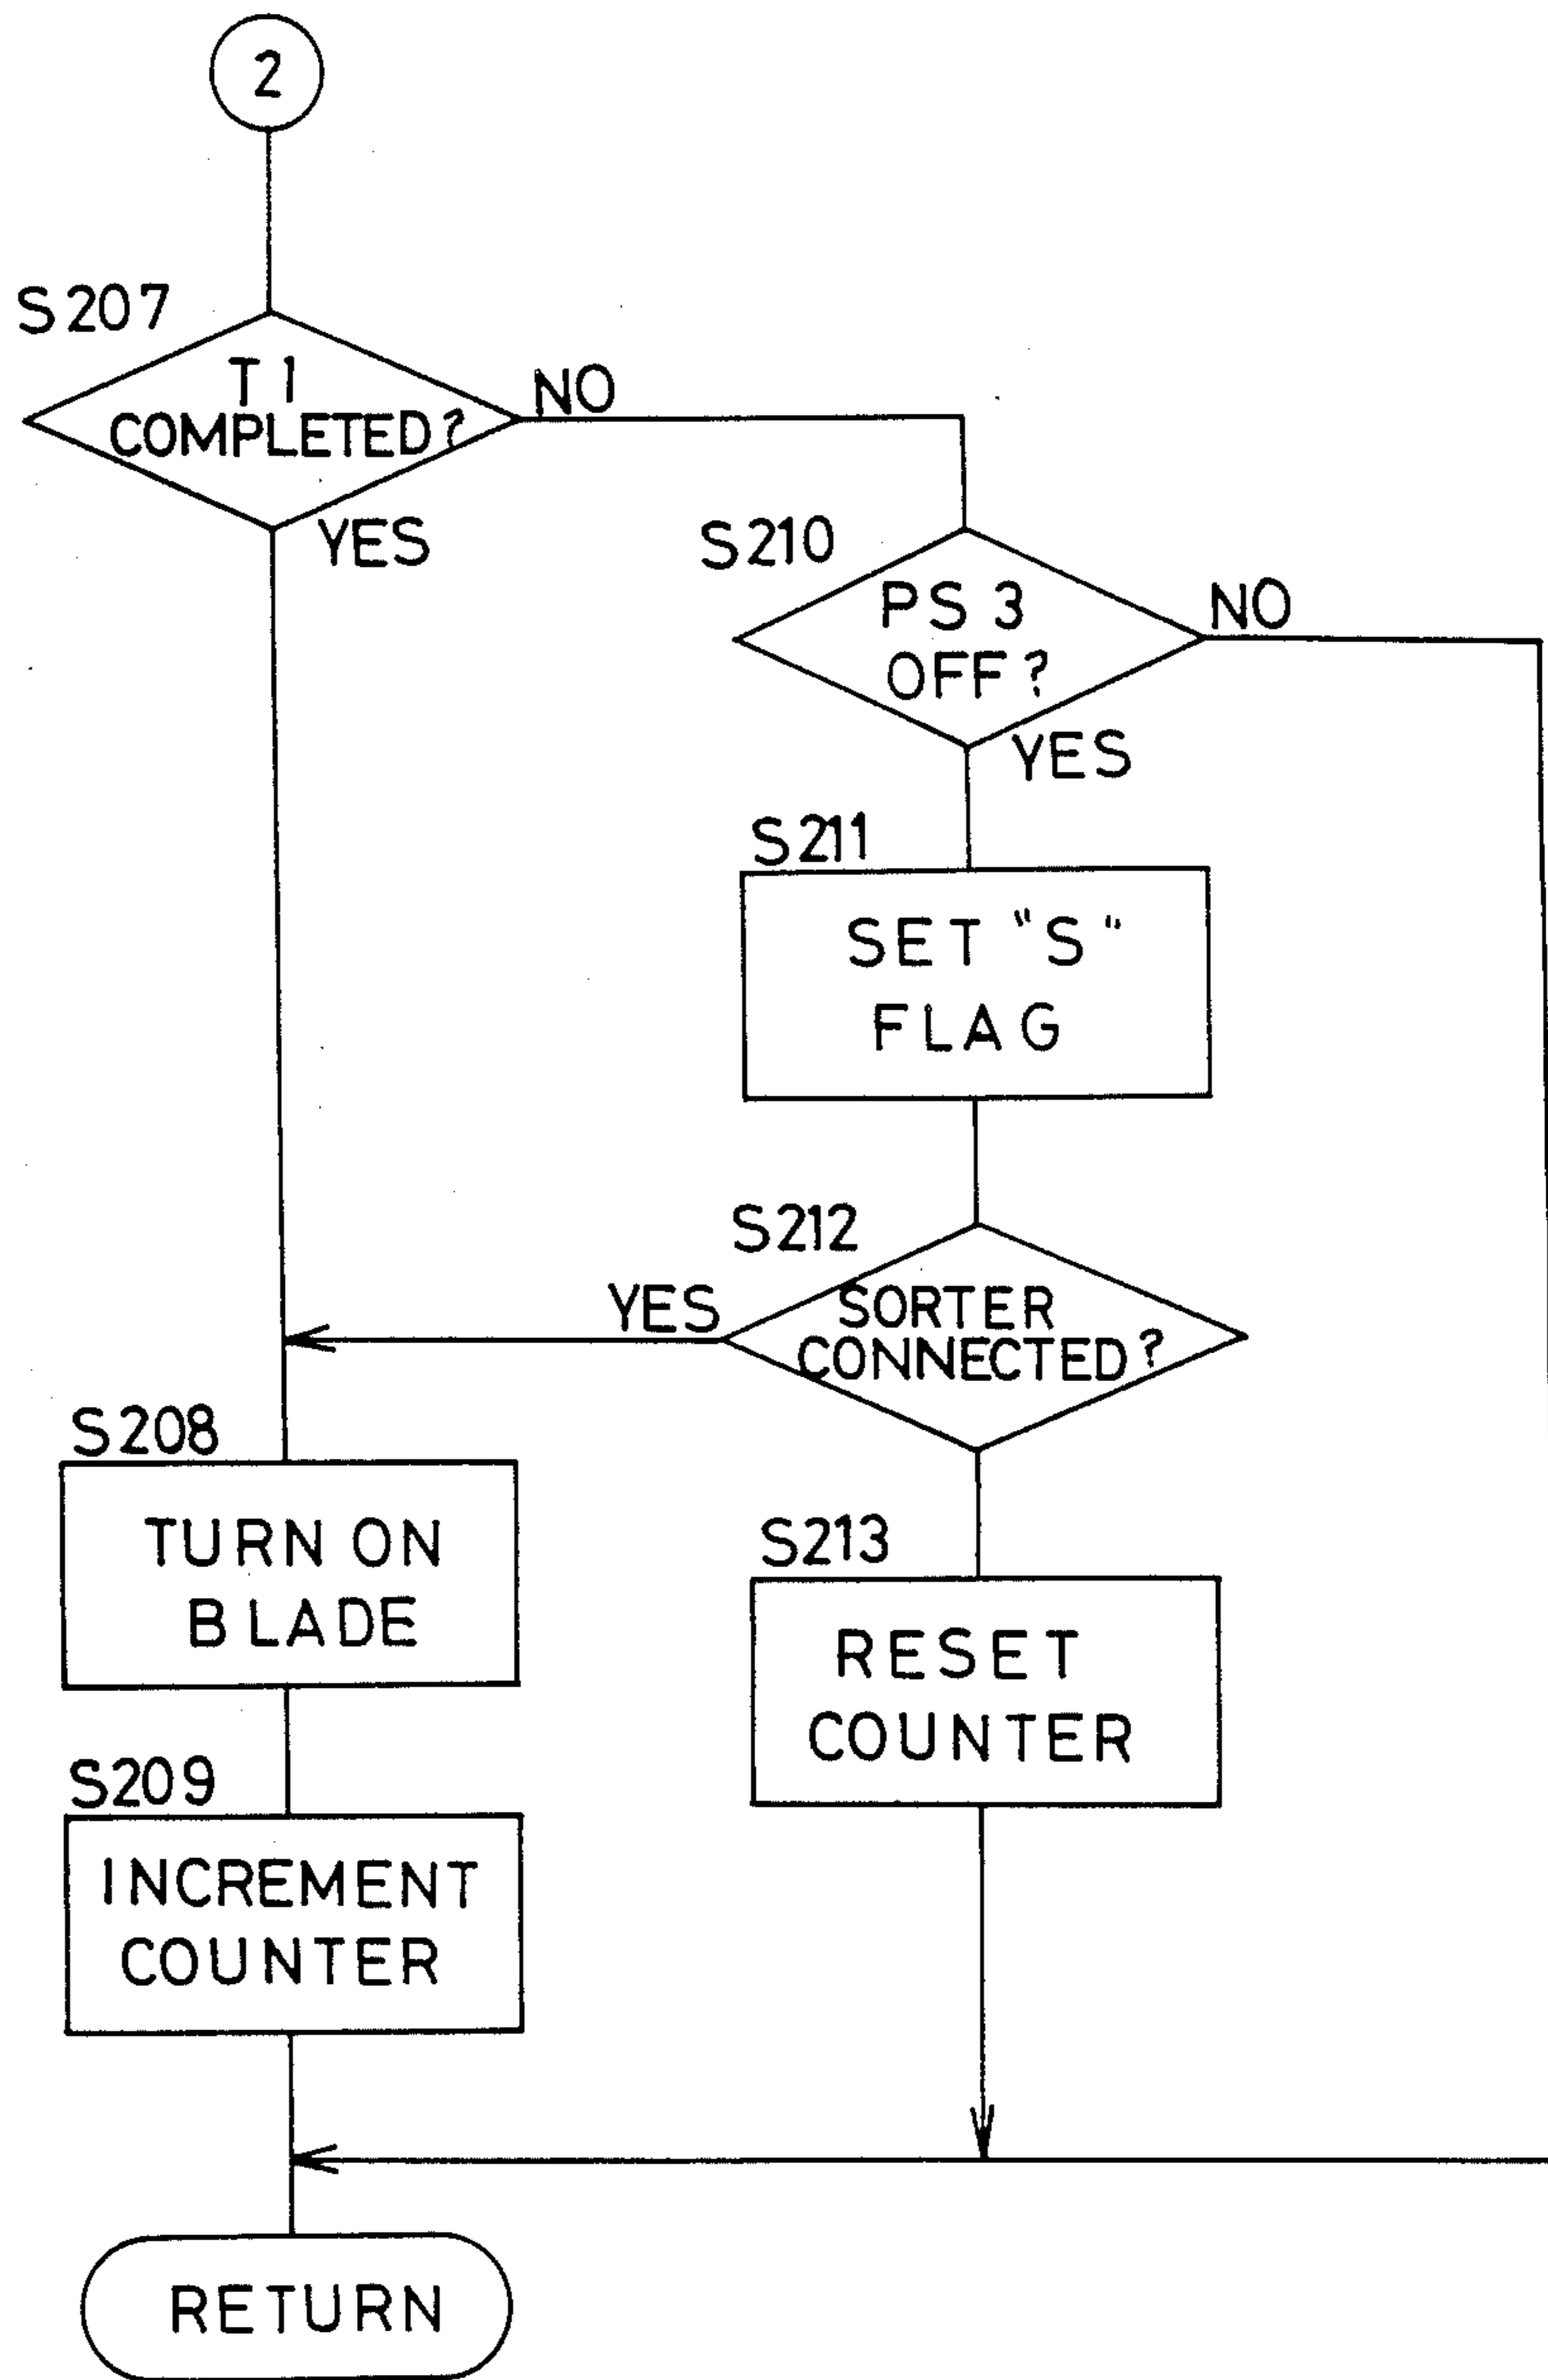 2
S207
T1
COMPLETED?
NO
YES
S210
PS3
OFF?
NO
YES
S211
SET "S"
FLAG
S212
YES
SORTER
CONNECTED?
S208
TURN ON
BLADE
S213
RESET
COUNTER
S209
INCREMENT
COUNTER
RETURN